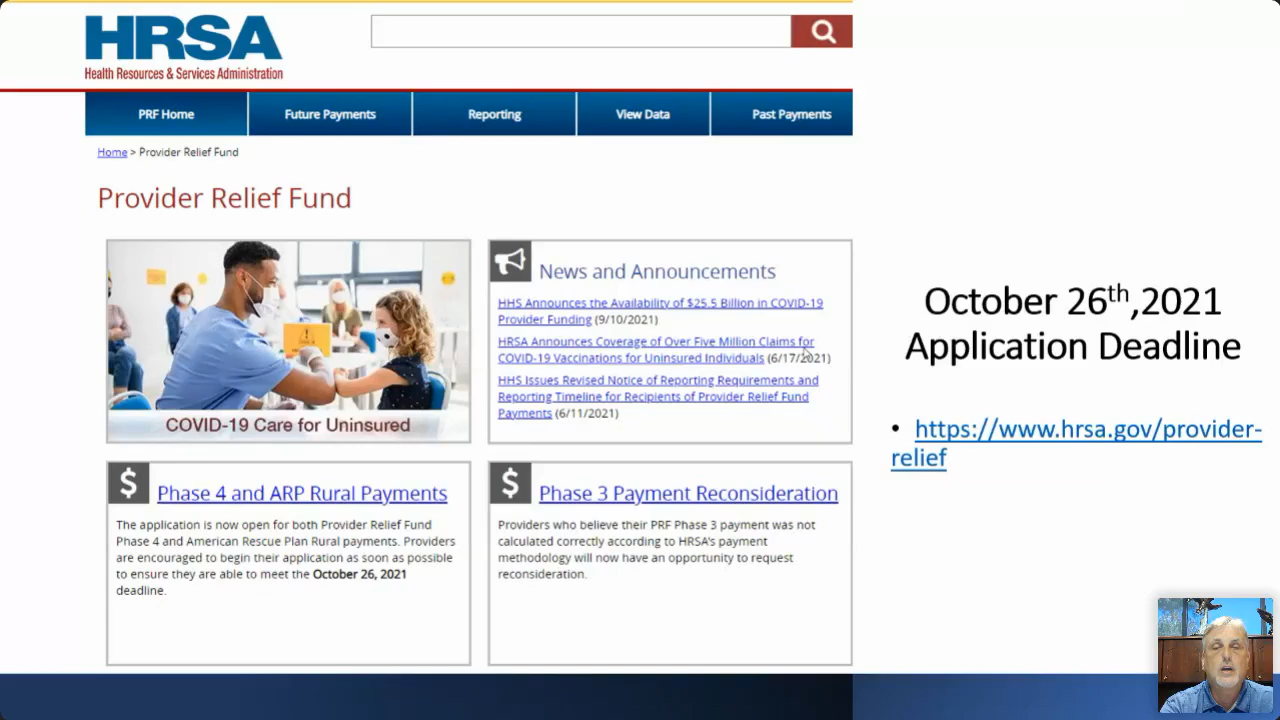 HRSA
Health Resources & Services Administration
PRF Home
Future Payments
Reporting
View Data
Past Payments
Home > Provider Relief Fund
Provider Relief Fund
COVID-19 Care for Uninsured
News and Announcements
HHS Announces the Availability of $25.5 Billion in COVID-19
Provider Funding (9/10/2021)
HRSA Announces Coverage of Over Five Million Claims for
COVID-19 Vaccinations for Uninsured Individuals (6/17/2021)
HHS Issues Revised Notice of Reporting Requirements and
Reporting Timeline for Recipients of Provider Relief Fund
Payments (6/11/2021)
$ Phase 4 and ARP Rural Payments
The application is now open for both Provider Relief Fund
Phase 4 and American Rescue Plan Rural payments. Providers
are encouraged to begin their application as soon as possible
to ensure they are able to meet the October 26, 2021
deadline.
$ Phase 3 Payment Reconsideration
Providers who believe their PRF Phase 3 payment was not
calculated correctly according to HRSA's payment
methodology will now have an opportunity to request
reconsideration.
October 26th,2021
Application Deadline
• https://www.hrsa.gov/provider-
relief